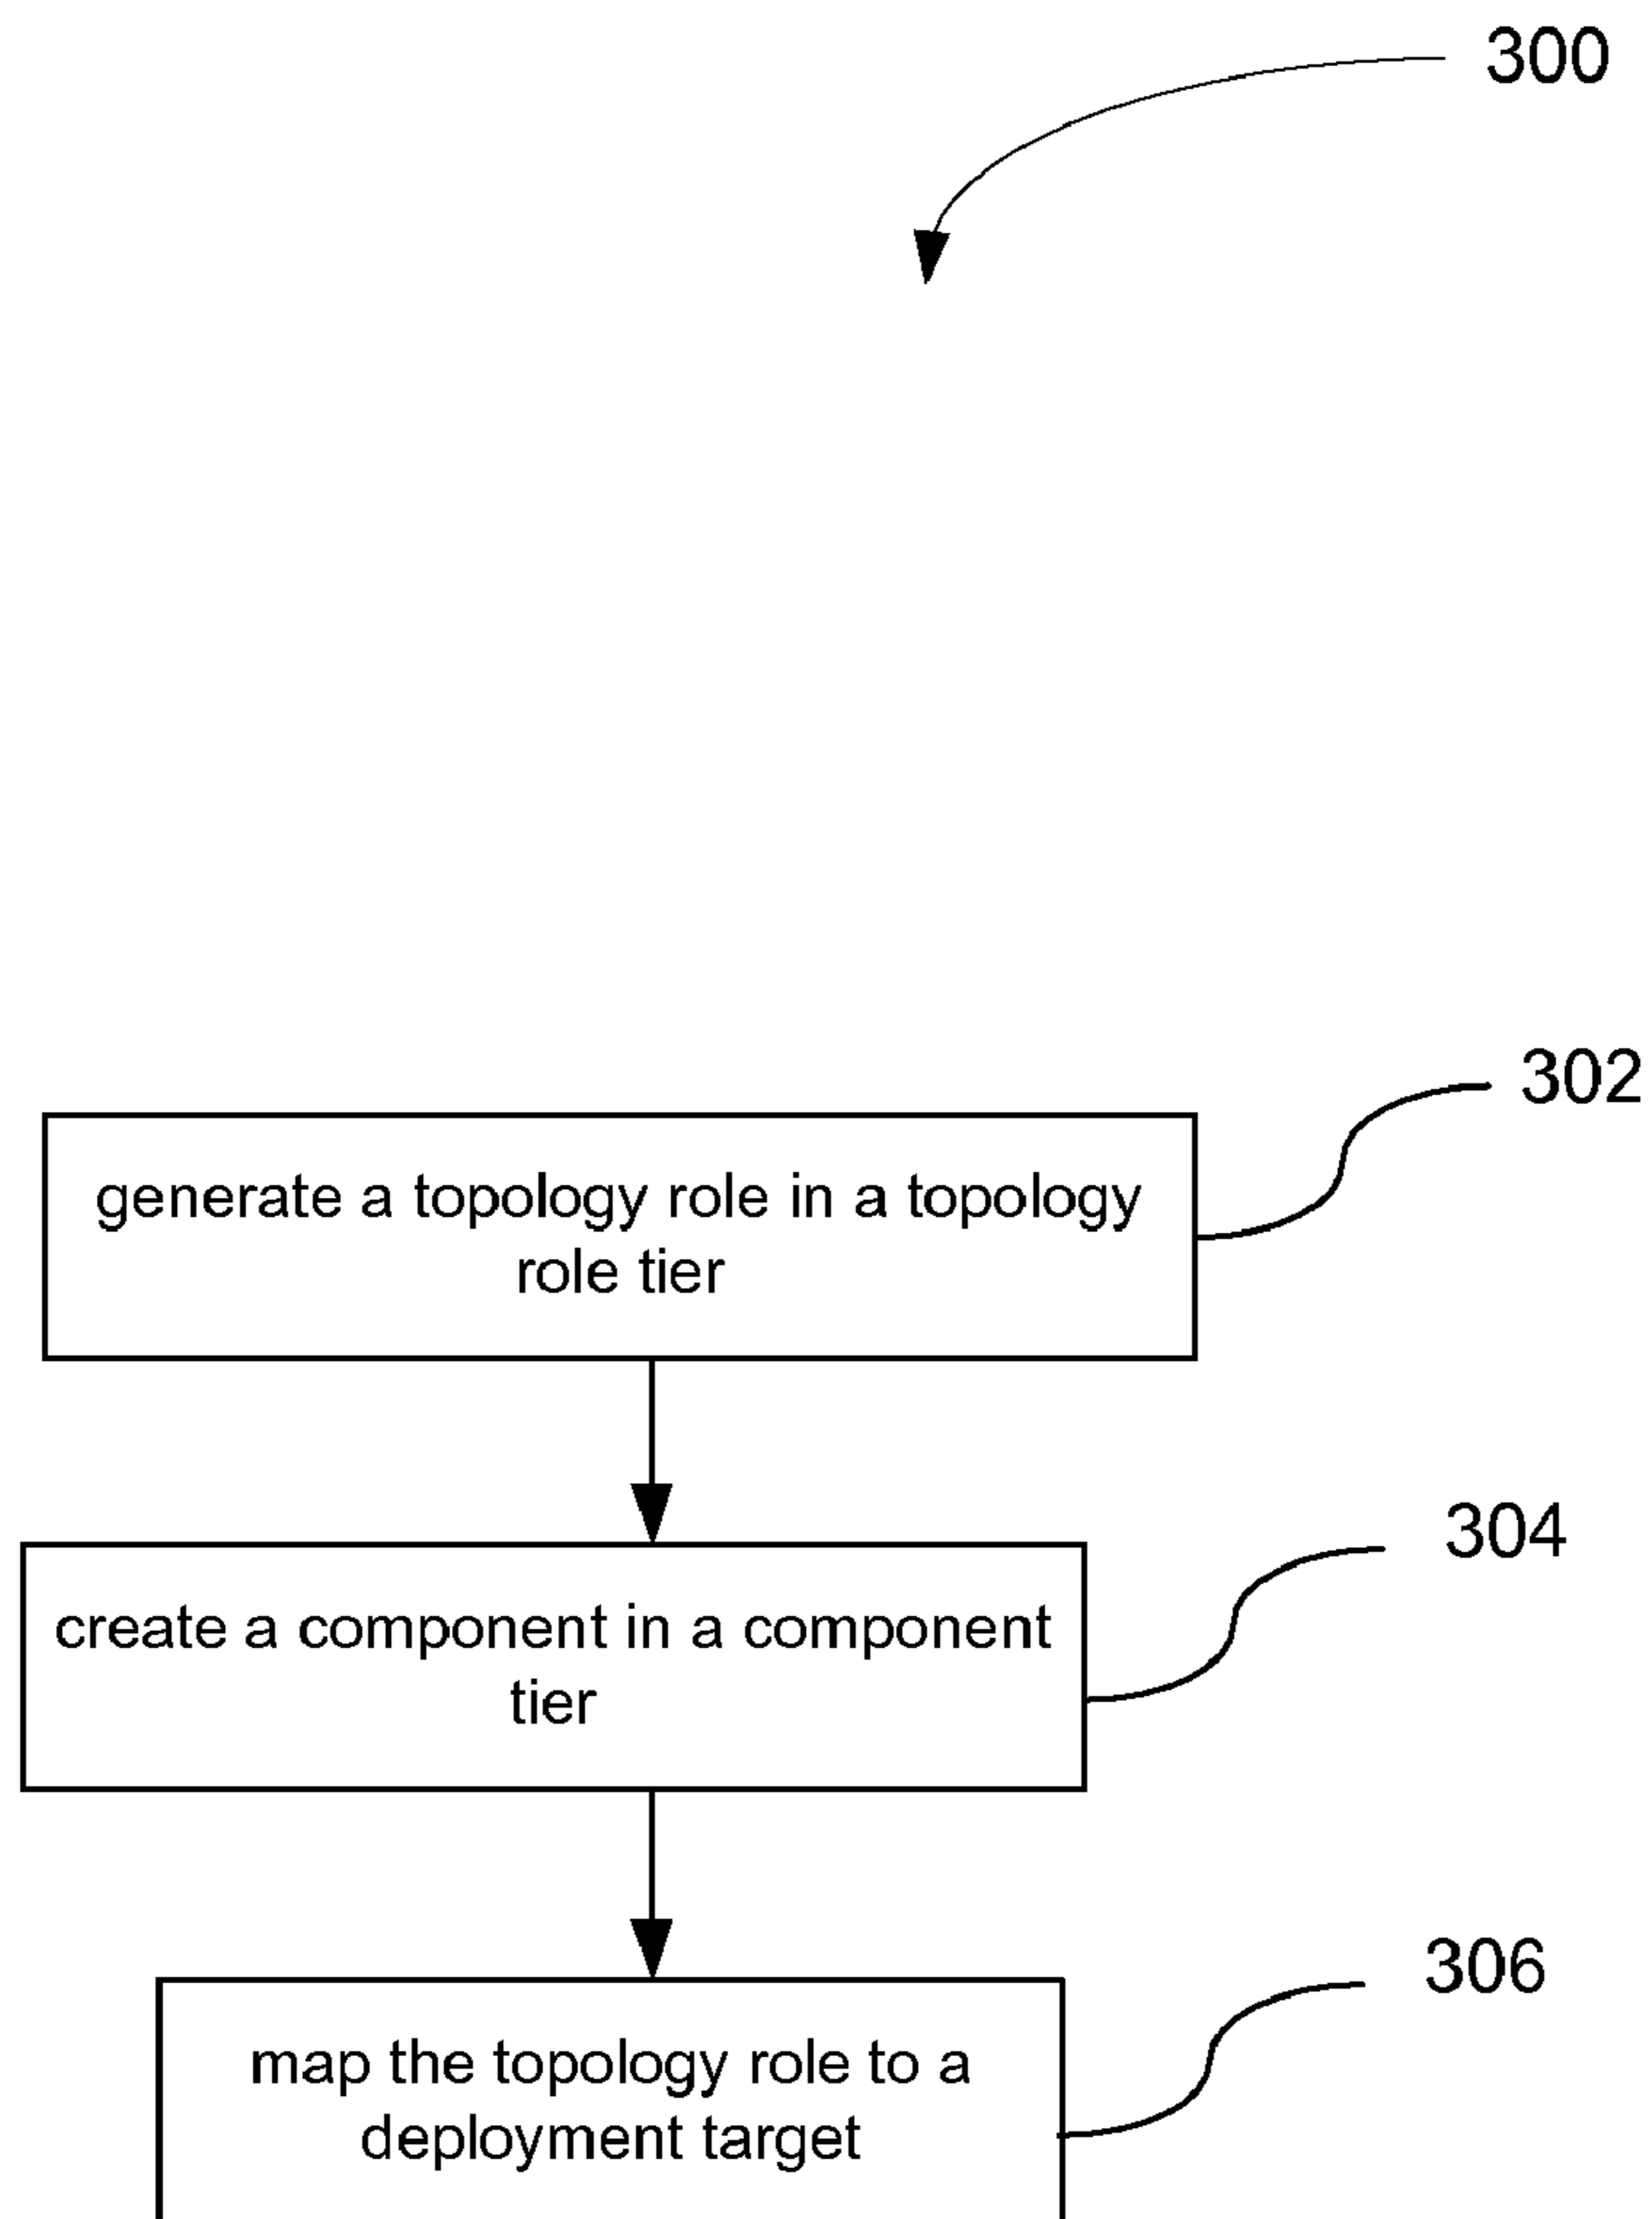 300
302
generate a topology role in a topology
role tier
304
create a component in a component
tier
306
map the topology role to a
deployment target